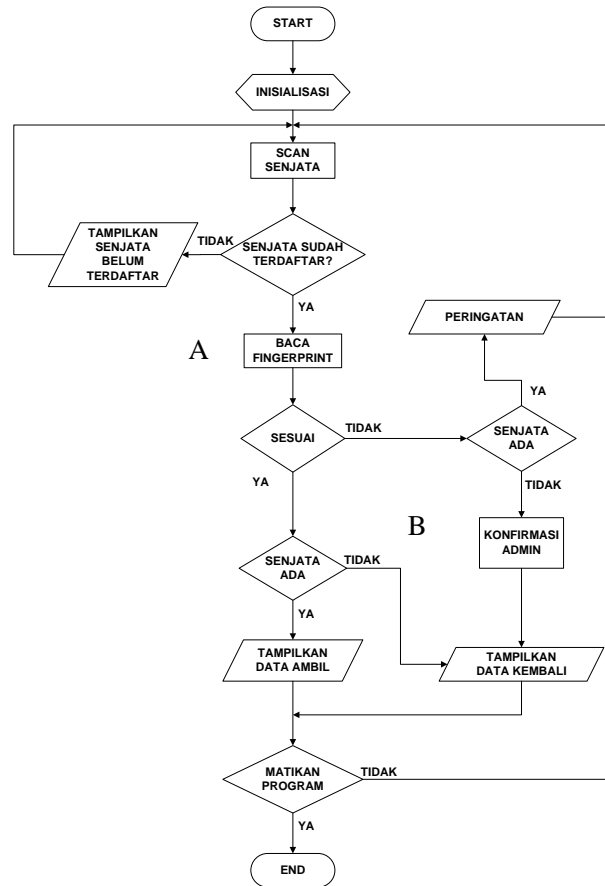 START
INISIALISASI
SCAN
SENJATA
SENJATA SUDAH
TERDAFTAR?
TIDAK
TAMPILKAN
SENJATA
BELUM
TERDAFTAR
YA
A
BACA
FINGERPRINT
PERINGATAN
YA
SESUAI
TIDAK
SENJATA
ADA
YA
TIDAK
B
KONFIRMASI
ADMIN
SENJATA
ADA
TIDAK
YA
TAMPILKAN
DATA AMBIL
TAMPILKAN
DATA KEMBALI
MATIKAN
PROGRAM
TIDAK
YA
END